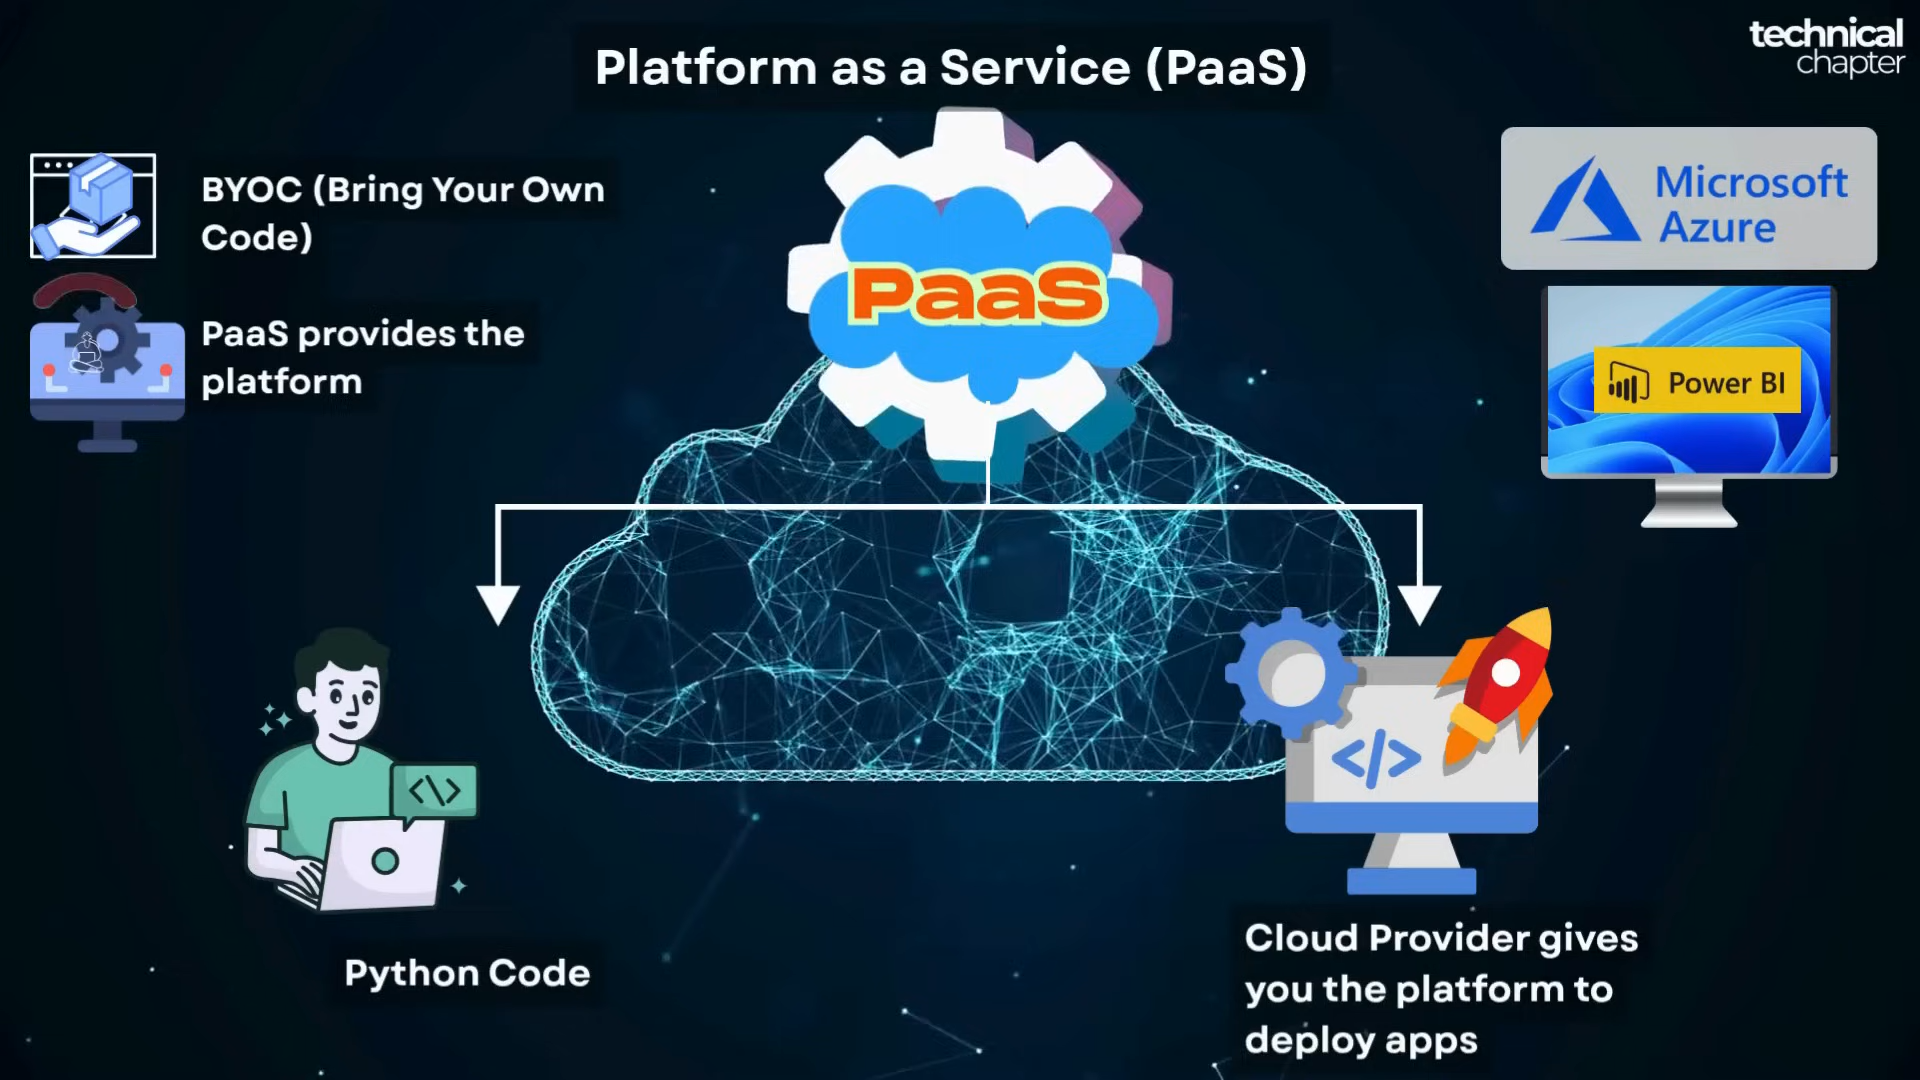 Platform as a Service (PaaS)
technical
chapter
BYOC (Bring Your Own
Code)
PaaS provides the
platform
PaaS
Microsoft
Azure
Power BI
</>
<\>
Python Code
Cloud Provider gives
you the platform to
deploy apps